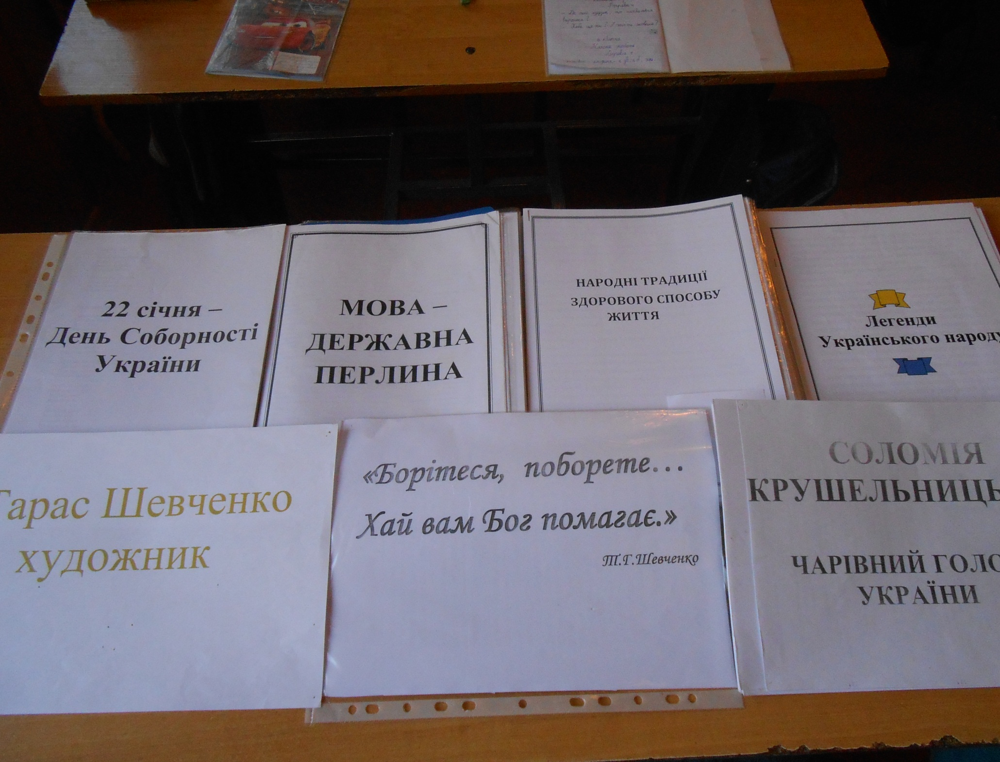 22 січня –
День Соборності
України
МОВА –
ДЕРЖАВНА
ПЕРЛИНА
НАРОДНІ ТРАДИЦІЇ
ЗДОРОВОГО СПОСОБУ
ЖИТТЯ
Легенди
Українського народу
Тарас Шевченко
художник
«Борітеся, поборете...
Хай вам Бог помагає.»
Т.Г.Шевченко
СОЛОМІЯ
КРУШЕЛЬНИЦЬ
ЧАРІВНИЙ ГОЛО
УКРАЇНИ